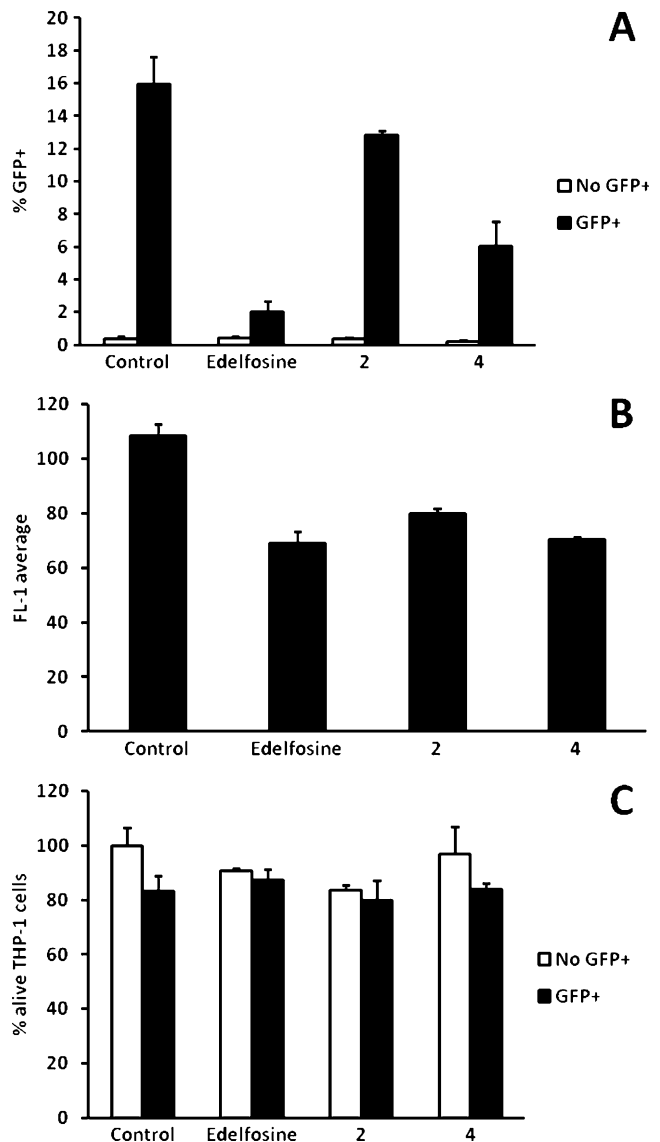 A
20
18
16
14
12
10
8
6
4
2
0
% GFP+
Control Edelfosine 2 4
No GFP+
GFP+
B
120
100
80
60
40
20
0
FL-1 average
Control Edelfosine 2 4
C
120
100
80
60
40
20
0
% alive THP-1 cells
Control Edelfosine 2 4
No GFP+
GFP+